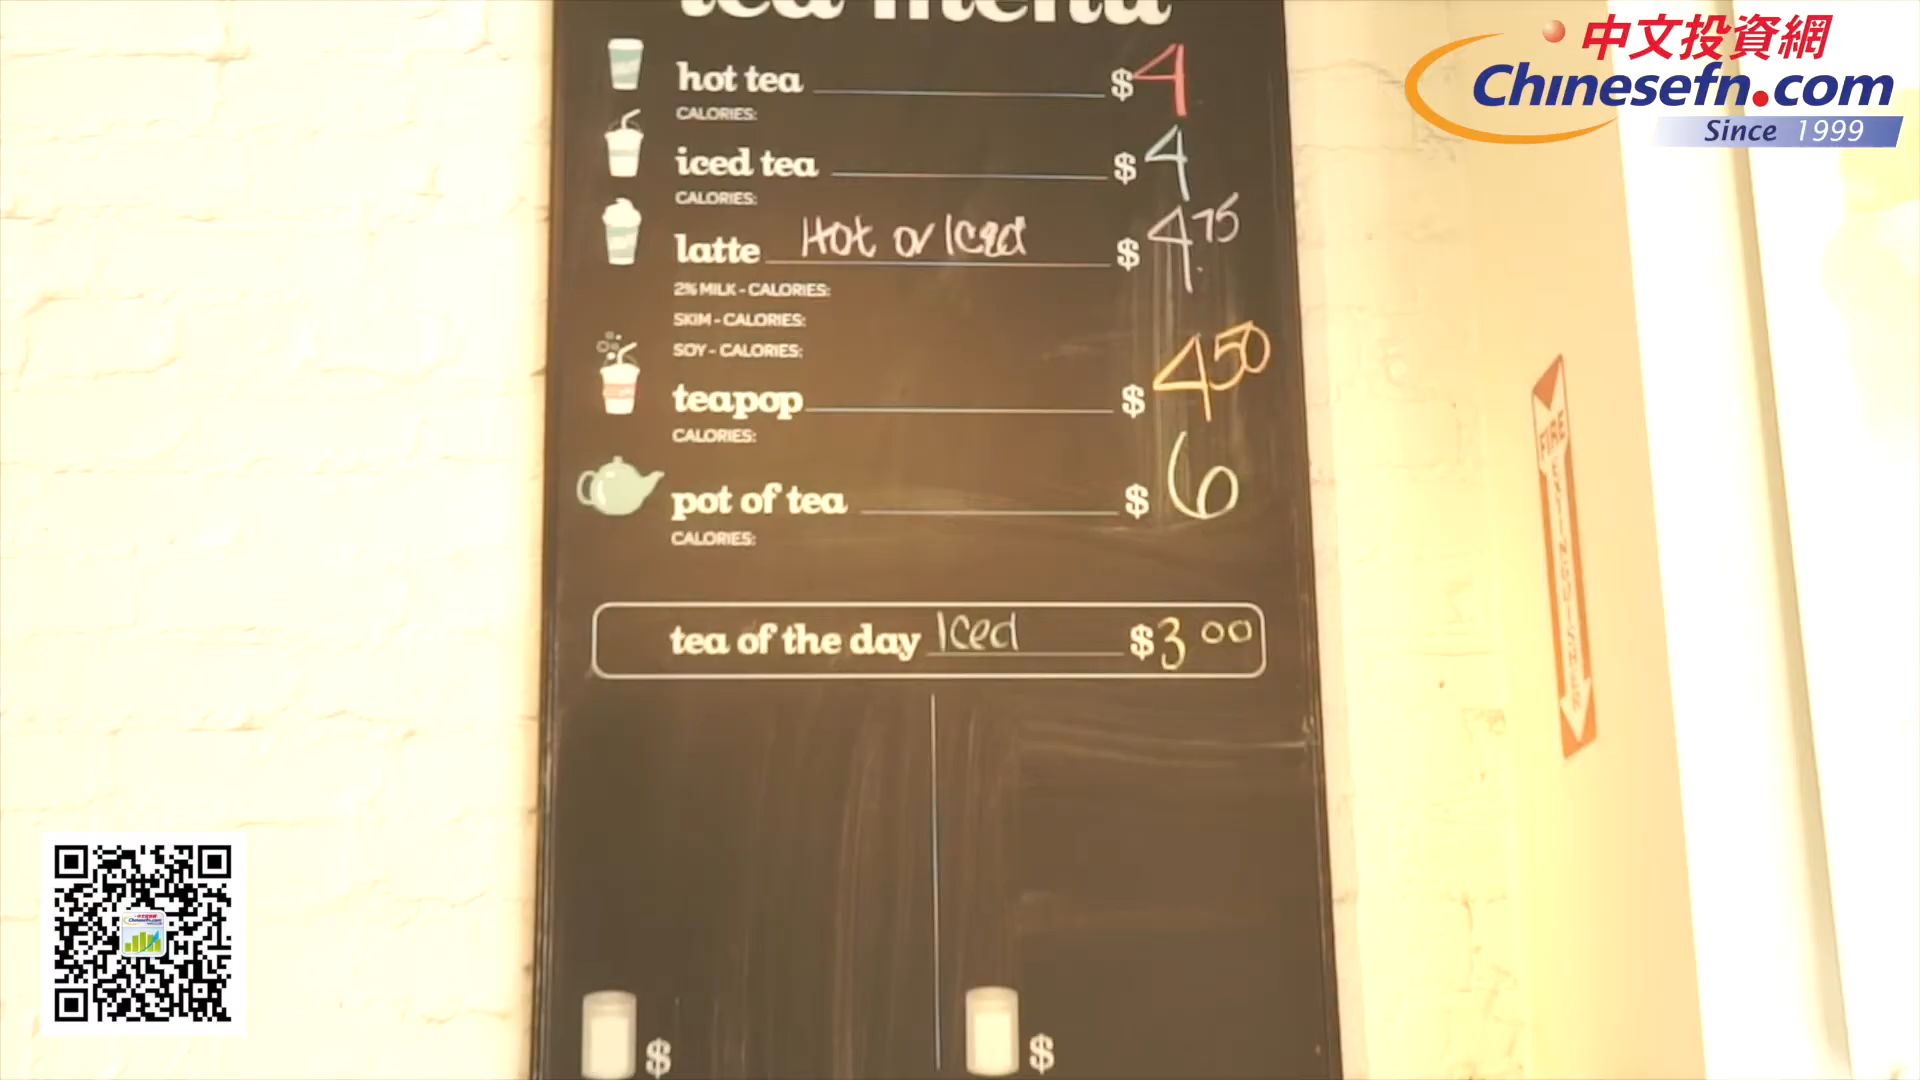 tea menu
hot tea $4
CALORIES:
iced tea $4
CALORIES:
latte Hot or Iced $4.75
2% MILK - CALORIES:
SKIM - CALORIES:
SOY - CALORIES:
teapop $450
CALORIES:
pot of tea $6
CALORIES:
tea of the day Iced $3 00
$ $
中文投資網
Chinesefn.com
Since 1999
FIRE
EXTINGUISHER